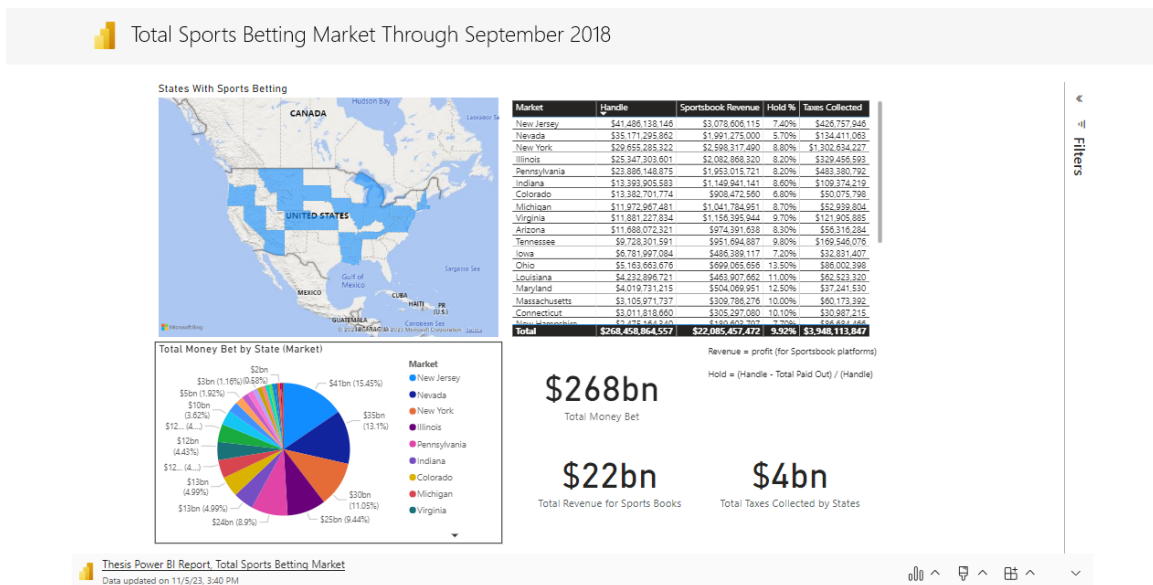 Total Sports Betting Market Through September 2018
States With Sports Betting
Hudson Bay
CANADA
UNITED STATES
Gulf of
Mexico
Sargasso Sea
MEXICO
CUBA
HAITI
PR
(U.S.)
GUATEMALA
Caribbean Sea
Microsoft Bing
Microsoft Corporation
Market Handle Sportsbook Revenue Hold % Taxes Collected
New Jersey $41,486,138,146 $3,078,606,115 7.40% $426,757,946
Nevada $35,171,295,862 $1,991,275,000 5.70% $134,411,063
New York $29,655,285,322 $2,598,317,490 8.80% $1,302,634,227
Illinois $25,347,303,601 $2,082,868,320 8.20% $329,456,593
Pennsylvania $23,886,148,875 $1,953,015,721 8.20% $483,380,792
Indiana $13,393,905,583 $1,149,941,141 8.60% $109,374,219
Colorado $13,382,701,774 $908,472,560 6.80% $50,075,798
Michigan $11,972,967,481 $1,041,784,951 8.70% $52,939,804
Virginia $11,881,227,834 $1,156,395,944 9.70% $121,905,885
Arizona $11,688,072,321 $974,391,638 8.30% $56,316,284
Tennessee $9,728,301,591 $951,694,887 9.80% $169,546,076
Iowa $6,781,997,084 $486,389,117 7.20% $32,831,407
Ohio $5,163,663,676 $699,065,656 13.50% $86,002,398
Louisiana $4,232,896,721 $463,907,662 11.00% $62,523,320
Maryland $4,019,731,215 $504,069,951 12.50% $37,241,530
Massachusetts $3,105,971,737 $309,786,276 10.00% $60,173,392
Connecticut $3,011,818,660 $305,297,080 10.10% $30,987,215
New Hampshire
Total $268,458,864,557 $22,085,457,472 9.92% $3,948,113,847
Filters
Total Money Bet by State (Market)
$2bn
(0.58%)
$3bn (1.16%)
$5bn (1.92%)
$10bn
(3.62%)
$12... (4...)
$12bn
(4.43%)
$12... (4...)
$13bn
(4.99%)
$13bn (4.99%)
$24bn (8.9%)
$25bn (9.44%)
$30bn
(11.05%)
$35bn
(13.1%)
$41bn (15.45%)
Market
New Jersey
Nevada
New York
Illinois
Pennsylvania
Indiana
Colorado
Michigan
Virginia
Revenue = profit (for Sportsbook platforms)
Hold = (Handle - Total Paid Out) / (Handle)
$268bn
Total Money Bet
$22bn
Total Revenue for Sports Books
$4bn
Total Taxes Collected by States
Thesis Power BI Report, Total Sports Betting Market
Data updated on 11/5/23, 3:40 PM